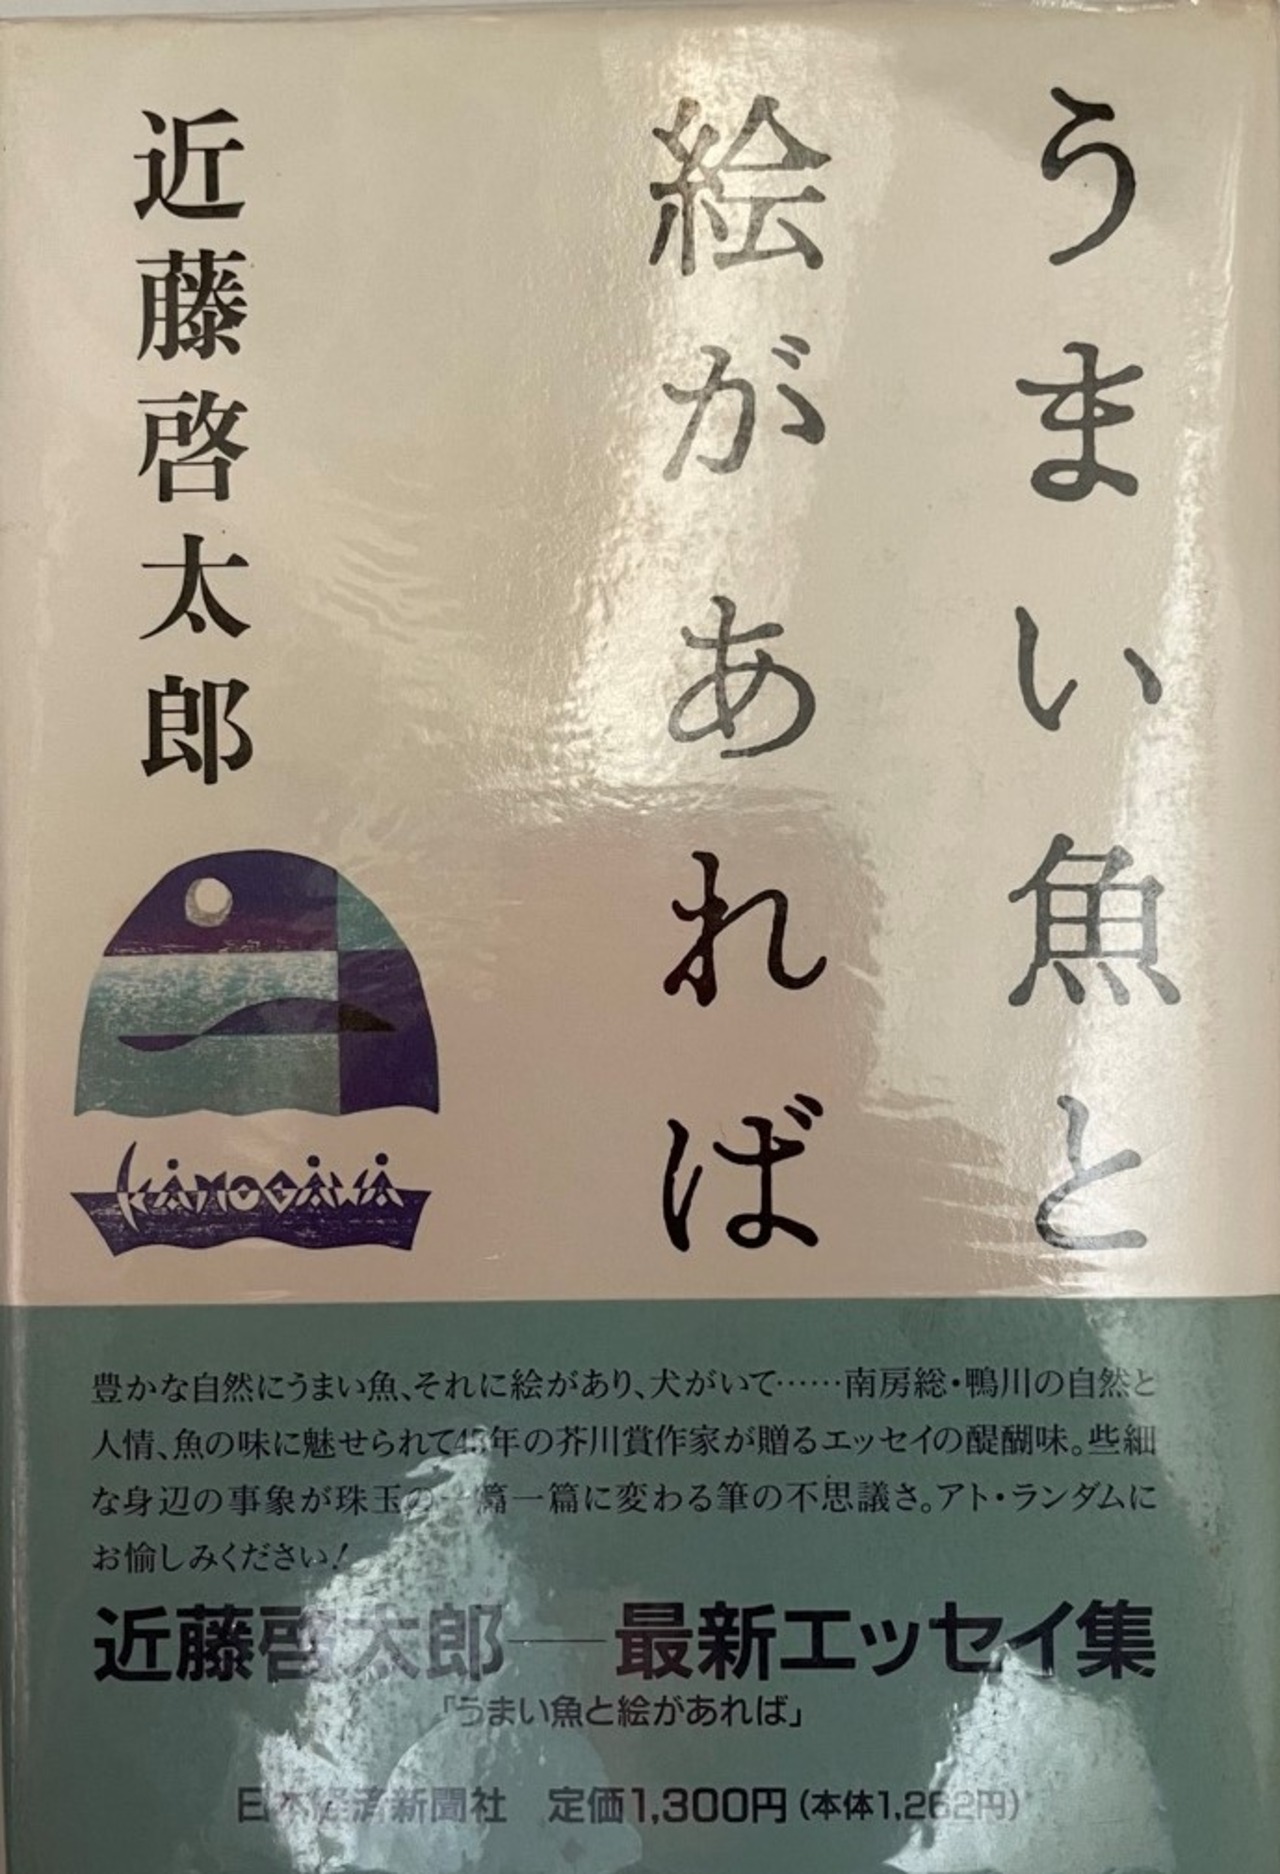 うまい魚と
絵があれば
近藤啓太郎
KAMOGAWA
豊かな自然にうまい魚、それに絵があり、犬がいて……南房総・鴨川の自然と
人情、魚の味に魅せられて45年の芥川賞作家が贈るエッセイの醍醐味。些細
な身辺の事象が珠玉の一篇一篇に変わる筆の不思議さ。アト・ランダムに
お愉しみください!
近藤啓太郎――最新エッセイ集
「うまい魚と絵があれば」
日本経済新聞社 定価1,300円(本体1,262円)